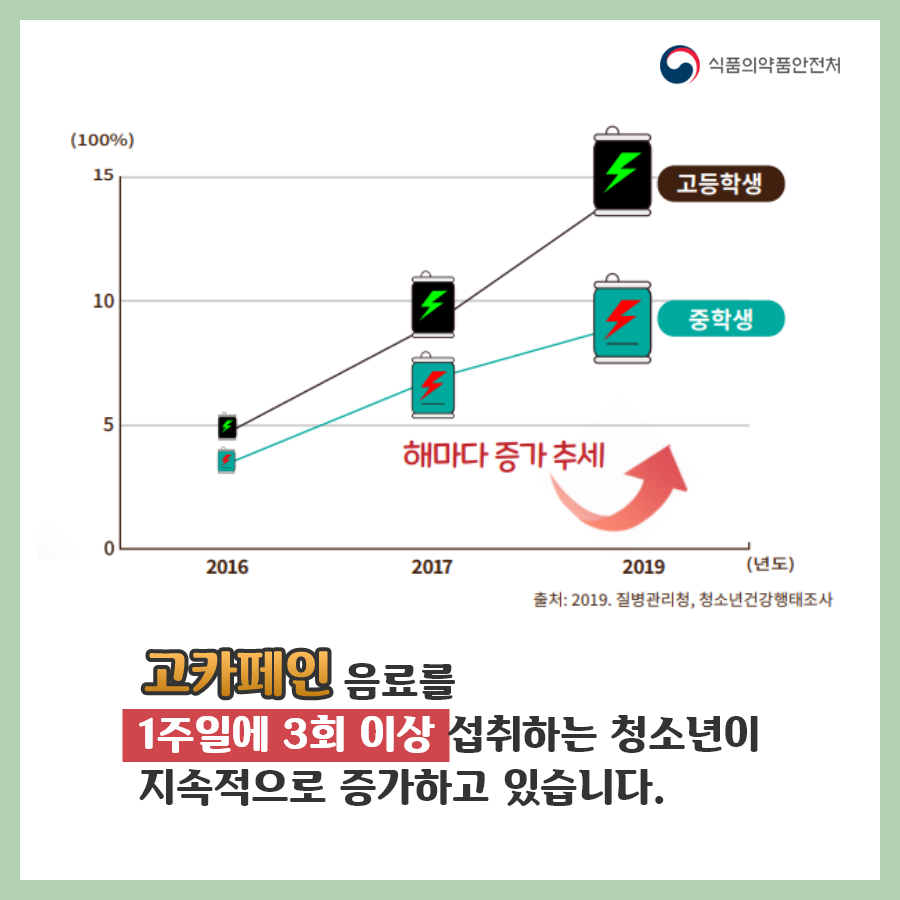 식품의약품안전처
(100%)
15
고등학생
10
중학생
5
해마다 증가 추세
0
2016 2017 2019 (년도)
출처: 2019. 질병관리청, 청소년건강행태조사
고카페인 음료를
1주일에 3회 이상 섭취하는 청소년이
지속적으로 증가하고 있습니다.